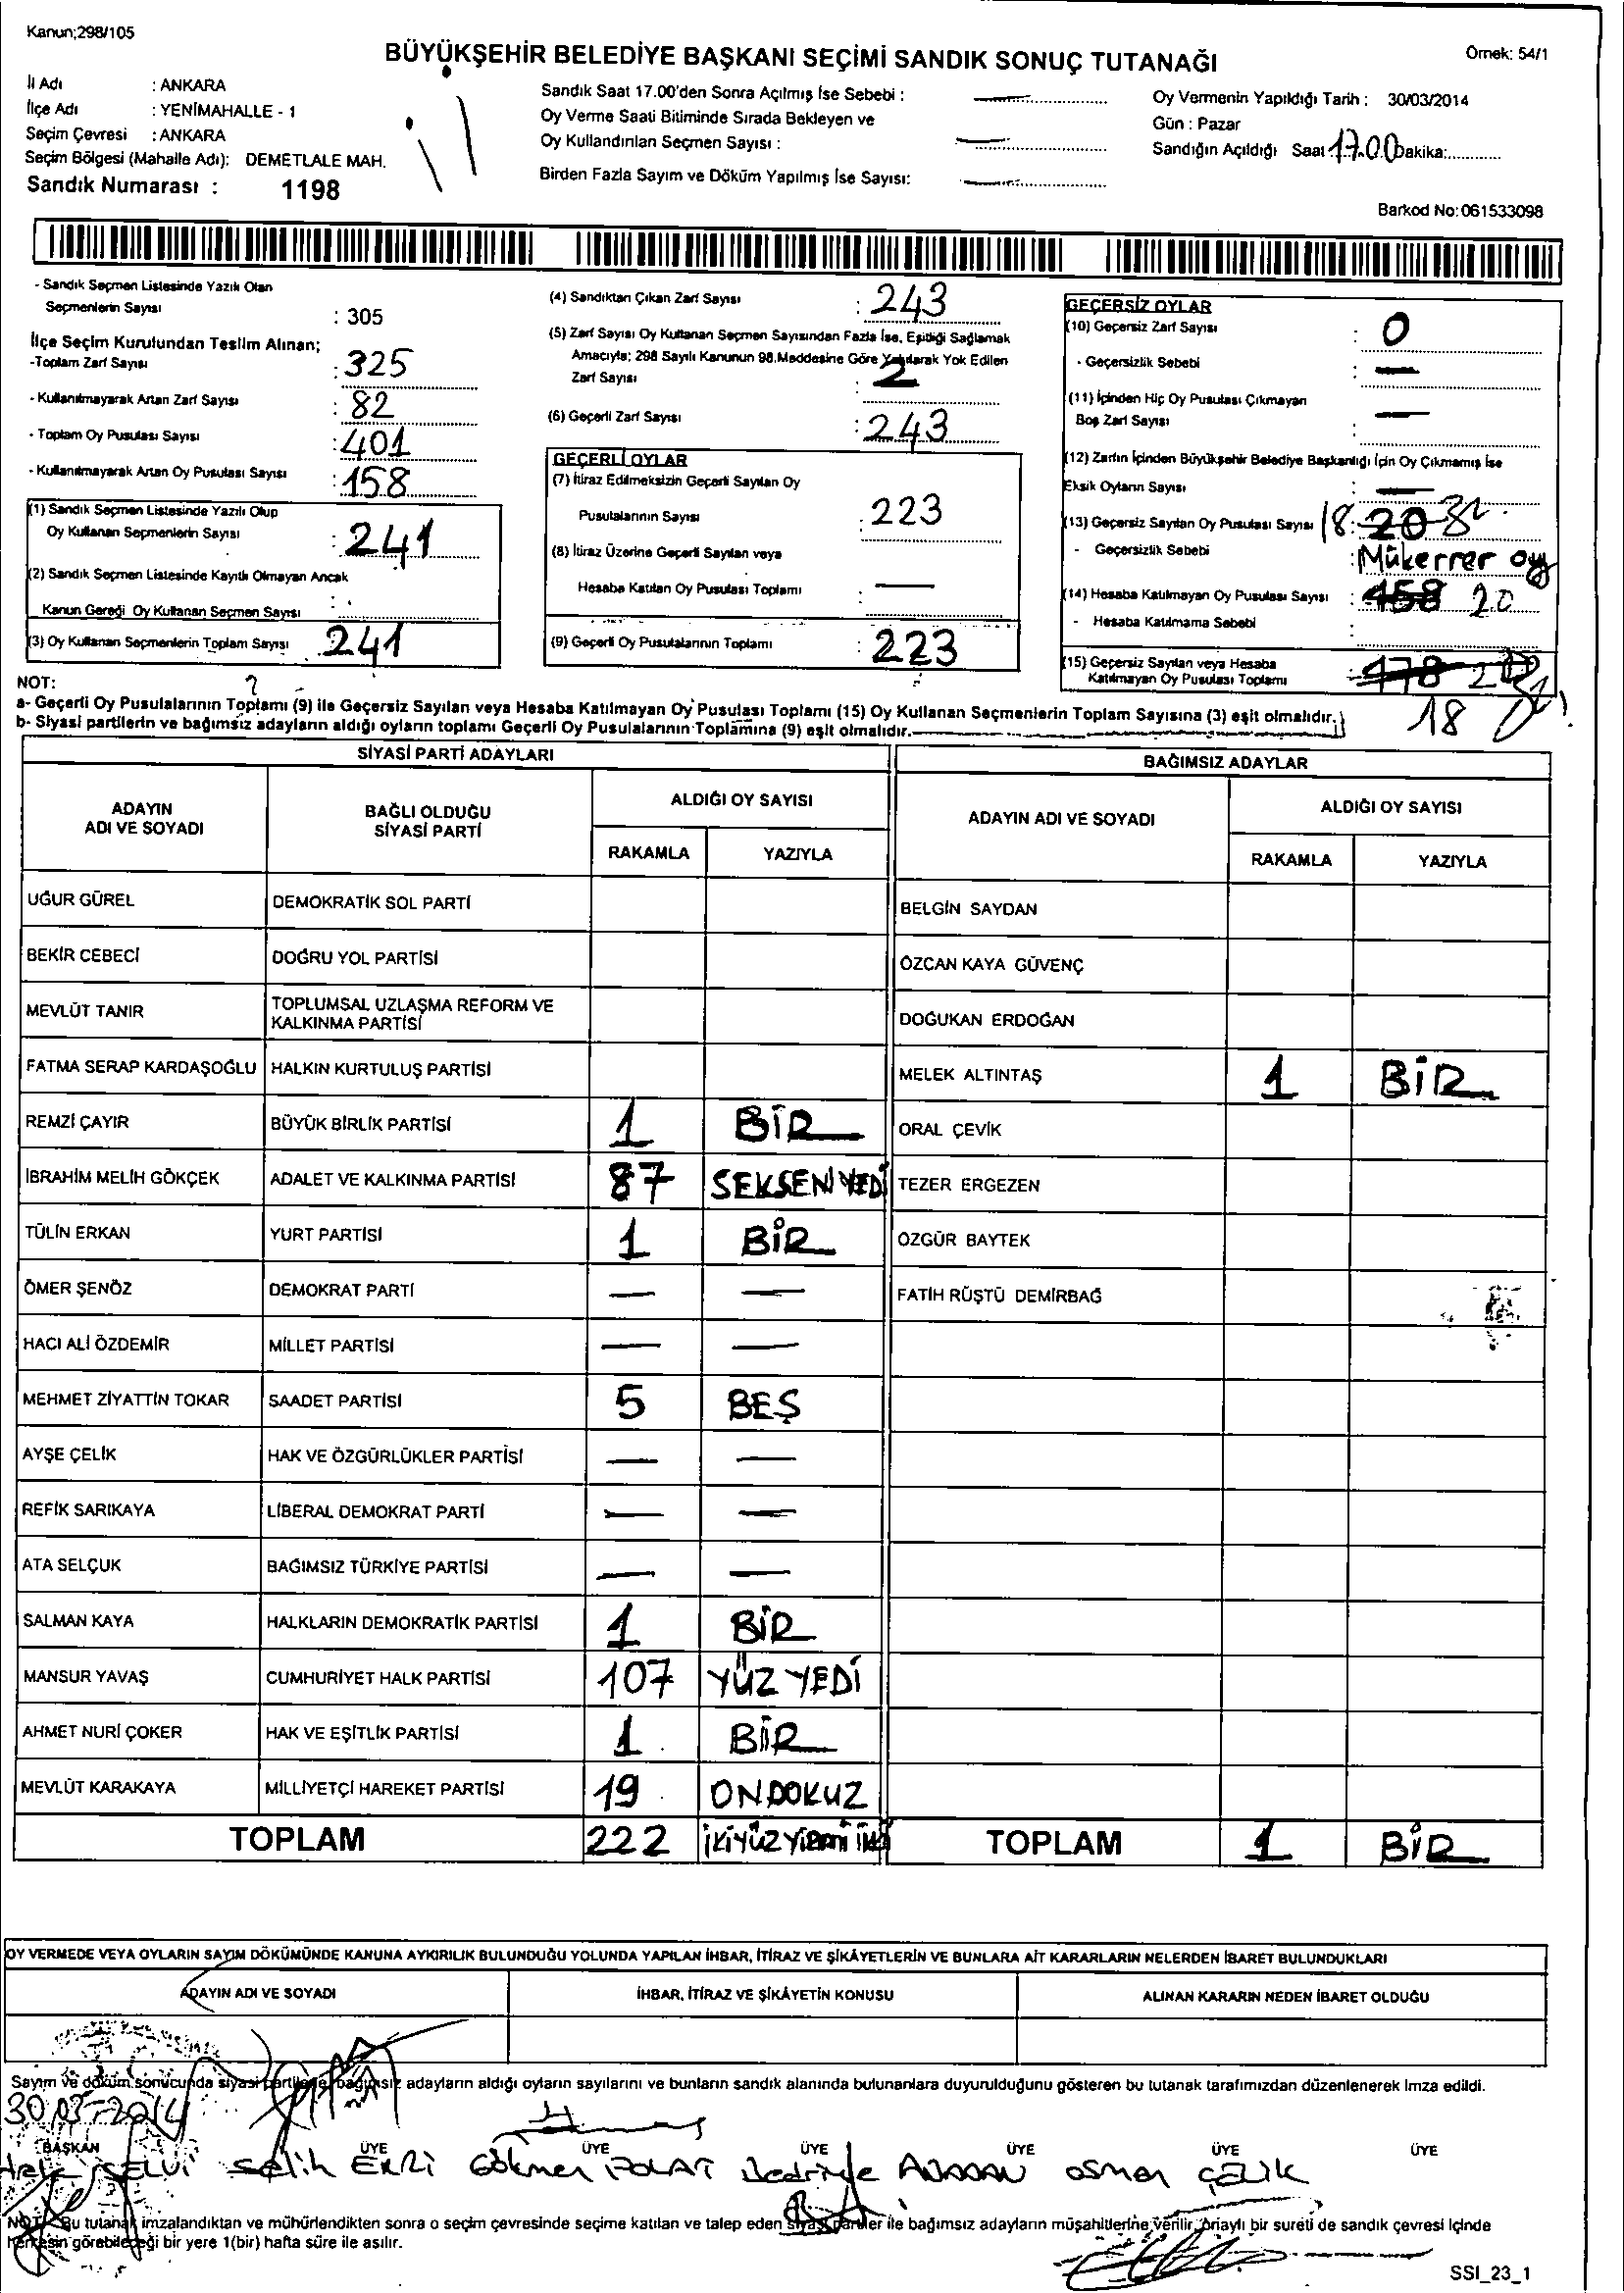 Kanun;298/105
BÜYÜKŞEHİR BELEDİYE BAŞKANI SEÇİMİ SANDIK SONUÇ TUTANAĞI
Örnek: 54/1
İl Adı : ANKARA
İlçe Adı : YENİMAHALLE - 1
Seçim Çevresi : ANKARA
Seçim Bölgesi (Mahalle Adı): DEMETLALE MAH.
Sandık Numarası : 1198
Sandık Saat 17.00'den Sonra Açılmış İse Sebebi :
Oy Verme Saati Bitiminde Sırada Bekleyen ve
Oy Kullandırılan Seçmen Sayısı :
Birden Fazla Sayım ve Döküm Yapılmış İse Sayısı:
Oy Vermenin Yapıldığı Tarih : 30/03/2014
Gün : Pazar
Sandığın Açıldığı Saat 17.00 Dakika:
Barkod No:061533098
- Sandık Seçmen Listesinde Yazılı Olan
Seçmenlerin Sayısı : 305
İlçe Seçim Kurulundan Teslim Alınan;
-Toplam Zarf Sayısı : 325
- Kullanılmayarak Artan Zarf Sayısı : 82
- Toplam Oy Pusulası Sayısı : 401
- Kullanılmayarak Artan Oy Pusulası Sayısı : 158
(1) Sandık Seçmen Listesinde Yazılı Olup
Oy Kullanan Seçmenlerin Sayısı : 241
(2) Sandık Seçmen Listesinde Kayıtlı Olmayan Ancak
Kanun Gereği Oy Kullanan Seçmen Sayısı :
(3) Oy Kullanan Seçmenlerin Toplam Sayısı : 241
(4) Sandıktan Çıkan Zarf Sayısı : 243
(5) Zarf Sayısı Oy Kullanan Seçmen Sayısından Fazla İse, Eşitliği Sağlamak
Amacıyla; 298 Sayılı Kanunun 98.Maddesine Göre Yakılarak Yok Edilen
Zarf Sayısı : 2
(6) Geçerli Zarf Sayısı : 243
GEÇERLİ OYLAR
(7) İtiraz Edilmeksizin Geçerli Sayılan Oy
Pusulalarının Sayısı : 223
(8) İtiraz Üzerine Geçerli Sayılan veya
Hesaba Katılan Oy Pusulası Toplamı : —
(9) Geçerli Oy Pusulalarının Toplamı : 223
GEÇERSİZ OYLAR
(10) Geçersiz Zarf Sayısı : 0
- Geçersizlik Sebebi : —
(11) İçinden Hiç Oy Pusulası Çıkmayan
Boş Zarf Sayısı : —
(12) Zarfın İçinden Büyükşehir Belediye Başkanlığı İçin Oy Çıkmamış İse
Eksik Oyların Sayısı : —
(13) Geçersiz Sayılan Oy Pusulası Sayısı 18 : 20
- Geçersizlik Sebebi : Mükerrer oy
(14) Hesaba Katılmayan Oy Pusulası Sayısı : 158 20
- Hesaba Katılmama Sebebi :
(15) Geçersiz Sayılan veya Hesaba
Katılmayan Oy Pusulası Toplamı : 178
18
NOT:
a- Geçerli Oy Pusulalarının Toplamı (9) ile Geçersiz Sayılan veya Hesaba Katılmayan Oy Pusulası Toplamı (15) Oy Kullanan Seçmenlerin Toplam Sayısına (3) eşit olmalıdır.
b- Siyasi partilerin ve bağımsız adayların aldığı oyların toplamı Geçerli Oy Pusulalarının Toplamına (9) eşit olmalıdır.
SİYASİ PARTİ ADAYLARI
ADAYIN ADI VE SOYADI BAĞLI OLDUĞU SİYASİ PARTİ ALDIĞI OY SAYISI
RAKAMLA YAZIYLA
UĞUR GÜREL DEMOKRATİK SOL PARTİ
BEKİR CEBECİ DOĞRU YOL PARTİSİ
MEVLÜT TANIR TOPLUMSAL UZLAŞMA REFORM VE KALKINMA PARTİSİ
FATMA SERAP KARDAŞOĞLU HALKIN KURTULUŞ PARTİSİ
REMZİ ÇAYIR BÜYÜK BİRLİK PARTİSİ 1 BİR
İBRAHİM MELİH GÖKÇEK ADALET VE KALKINMA PARTİSİ 87 SEKSENYEDİ
TÜLİN ERKAN YURT PARTİSİ 1 BİR
ÖMER ŞENÖZ DEMOKRAT PARTİ — —
HACI ALİ ÖZDEMİR MİLLET PARTİSİ — —
MEHMET ZİYATTİN TOKAR SAADET PARTİSİ 5 BEŞ
AYŞE ÇELİK HAK VE ÖZGÜRLÜKLER PARTİSİ — —
REFİK SARIKAYA LİBERAL DEMOKRAT PARTİ — —
ATA SELÇUK BAĞIMSIZ TÜRKİYE PARTİSİ — —
SALMAN KAYA HALKLARIN DEMOKRATİK PARTİSİ 1 BİR
MANSUR YAVAŞ CUMHURİYET HALK PARTİSİ 107 YÜZ YEDİ
AHMET NURİ ÇOKER HAK VE EŞİTLİK PARTİSİ 1 BİR
MEVLÜT KARAKAYA MİLLİYETÇİ HAREKET PARTİSİ 19 ONDOKUZ
TOPLAM 222 İKİYÜZ YİRMİ İKİ
BAĞIMSIZ ADAYLAR
ADAYIN ADI VE SOYADI ALDIĞI OY SAYISI
RAKAMLA YAZIYLA
BELGİN SAYDAN
ÖZCAN KAYA GÜVENÇ
DOĞUKAN ERDOĞAN
MELEK ALTINTAŞ 1 BİR
ORAL ÇEVİK
TEZER ERGEZEN
ÖZGÜR BAYTEK
FATİH RÜŞTÜ DEMİRBAĞ
TOPLAM 1 BİR
OY VERMEDE VEYA OYLARIN SAYIM DÖKÜMÜNDE KANUNA AYKIRILIK BULUNDUĞU YOLUNDA YAPILAN İHBAR, İTİRAZ VE ŞİKÂYETLERİN VE BUNLARA AİT KARARLARIN NELERDEN İBARET BULUNDUKLARI
ADAYIN ADI VE SOYADI İHBAR, İTİRAZ VE ŞİKÂYETİN KONUSU ALINAN KARARIN NEDEN İBARET OLDUĞU
Sayım ve döküm sonucunda siyasi partilerle bağımsız adayların aldığı oyların sayılarını ve bunların sandık alanında bulunanlara duyurulduğunu gösteren bu tutanak tarafımızdan düzenlenerek imza edildi.
30.03.2014
BAŞKAN ÜYE ÜYE ÜYE ÜYE ÜYE ÜYE
SELVİ Salih EKRİ Gökmen POLAT osman ÇELİK
NOT: Bu tutanak imzalandıktan ve mühürlendikten sonra o seçim çevresinde seçime katılan ve talep eden siyasi partiler ile bağımsız adayların müşahitlerine verilir, onaylı bir sureti de sandık çevresi içinde
herkesin görebileceği bir yere 1(bir) hafta süre ile asılır.
SSI_23_1